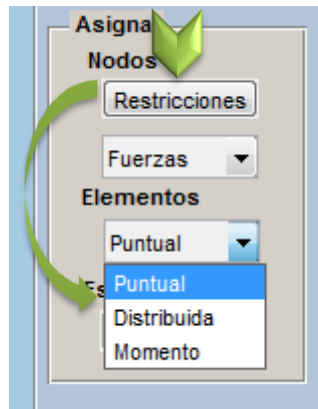 Asigna
Nodos
Restricciones
Fuerzas
Elementos
Puntual
Puntual
Distribuida
Momento